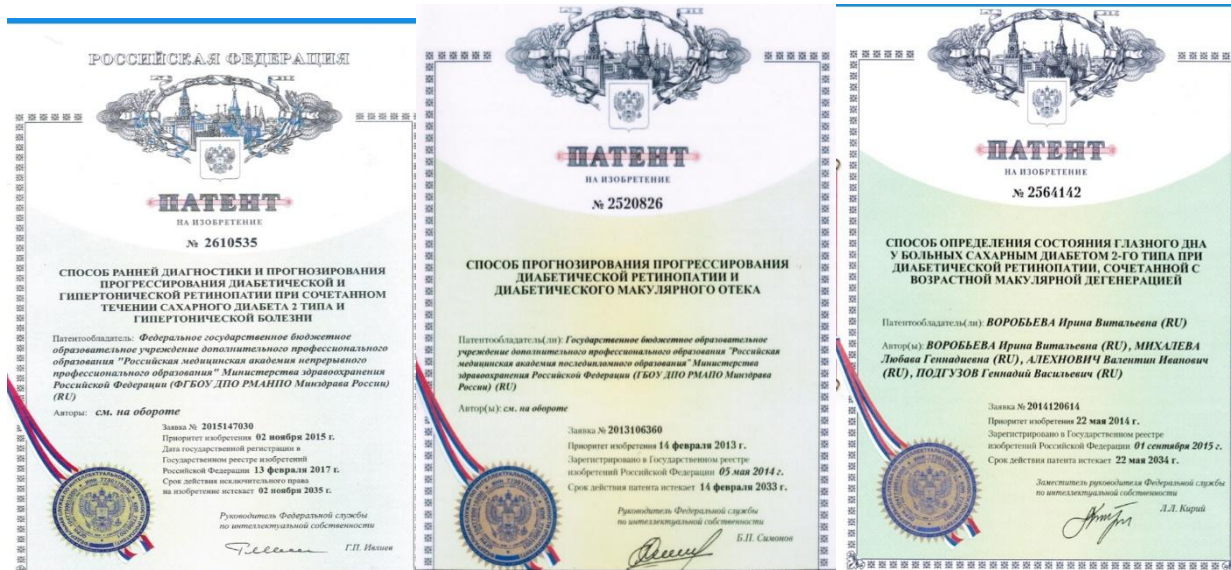 РОССИЙСКАЯ ФЕДЕРАЦИЯ
ПАТЕНТ
НА ИЗОБРЕТЕНИЕ
№ 2610535
СПОСОБ РАННЕЙ ДИАГНОСТИКИ И ПРОГНОЗИРОВАНИЯ
ПРОГРЕССИРОВАНИЯ ДИАБЕТИЧЕСКОЙ И
ГИПЕРТОНИЧЕСКОЙ РЕТИНОПАТИИ ПРИ СОЧЕТАННОМ
ТЕЧЕНИИ САХАРНОГО ДИАБЕТА 2 ТИПА И
ГИПЕРТОНИЧЕСКОЙ БОЛЕЗНИ
Патентообладатель: Федеральное государственное бюджетное
образовательное учреждение дополнительного профессионального
образования "Российская медицинская академия непрерывного
профессионального образования" Министерства здравоохранения
Российской Федерации (ФГБОУ ДПО РМАНПО Минздрава России)
(RU)
Авторы: см. на обороте
Заявка № 2015147030
Приоритет изобретения 02 ноября 2015 г.
Дата государственной регистрации в
Государственном реестре изобретений
Российской Федерации 13 февраля 2017 г.
Срок действия исключительного права
на изобретение истекает 02 ноября 2035 г.
Руководитель Федеральной службы
по интеллектуальной собственности
Г.П. Ивлиев
ПАТЕНТ
НА ИЗОБРЕТЕНИЕ
№ 2520826
СПОСОБ ПРОГНОЗИРОВАНИЯ ПРОГРЕССИРОВАНИЯ
ДИАБЕТИЧЕСКОЙ РЕТИНОПАТИИ И
ДИАБЕТИЧЕСКОГО МАКУЛЯРНОГО ОТЕКА
Патентообладатель(ли): Государственное бюджетное образовательное
учреждение дополнительного профессионального образования "Российская
медицинская академия последипломного образования" Министерства
здравоохранения Российской Федерации (ГБОУ ДПО РМАПО Минздрава
России) (RU)
Автор(ы): см. на обороте
Заявка № 2013106360
Приоритет изобретения 14 февраля 2013 г.
Зарегистрировано в Государственном реестре
изобретений Российской Федерации 05 мая 2014 г.
Срок действия патента истекает 14 февраля 2033 г.
Руководитель Федеральной службы
по интеллектуальной собственности
Б.П. Симонов
ПАТЕНТ
НА ИЗОБРЕТЕНИЕ
№ 2564142
СПОСОБ ОПРЕДЕЛЕНИЯ СОСТОЯНИЯ ГЛАЗНОГО ДНА
У БОЛЬНЫХ САХАРНЫМ ДИАБЕТОМ 2-ГО ТИПА ПРИ
ДИАБЕТИЧЕСКОЙ РЕТИНОПАТИИ, СОЧЕТАННОЙ С
ВОЗРАСТНОЙ МАКУЛЯРНОЙ ДЕГЕНЕРАЦИЕЙ
Патентообладатель(ли): ВОРОБЬЕВА Ирина Витальевна (RU)
Автор(ы): ВОРОБЬЕВА Ирина Витальевна (RU), МИХАЛЕВА
Любава Геннадиевна (RU), АЛЕХНОВИЧ Валентин Иванович
(RU), ПОДГУЗОВ Геннадий Васильевич (RU)
Заявка № 2014120614
Приоритет изобретения 22 мая 2014 г.
Зарегистрировано в Государственном реестре
изобретений Российской Федерации 01 сентября 2015 г.
Срок действия патента истекает 22 мая 2034 г.
Заместитель руководителя Федеральной службы
по интеллектуальной собственности
Л.Л. Кирий